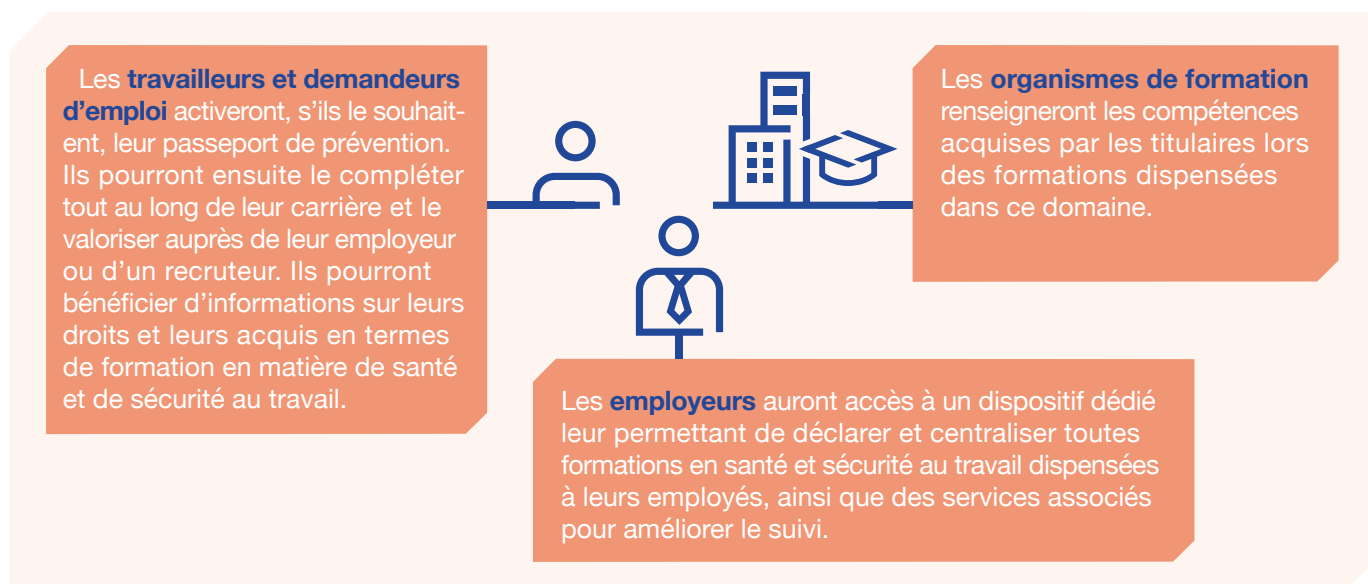 Les travailleurs et demandeurs
d’emploi activeront, s’ils le souhait-
ent, leur passeport de prévention.
Ils pourront ensuite le compléter
tout au long de leur carrière et le
valoriser auprès de leur employeur
ou d’un recruteur. Ils pourront
bénéficier d’informations sur leurs
droits et leurs acquis en termes
de formation en matière de santé
et de sécurité au travail.
Les organismes de formation
renseigneront les compétences
acquises par les titulaires lors
des formations dispensées
dans ce domaine.
Les employeurs auront accès à un dispositif dédié
leur permettant de déclarer et centraliser toutes
formations en santé et sécurité au travail dispensées
à leurs employés, ainsi que des services associés
pour améliorer le suivi.